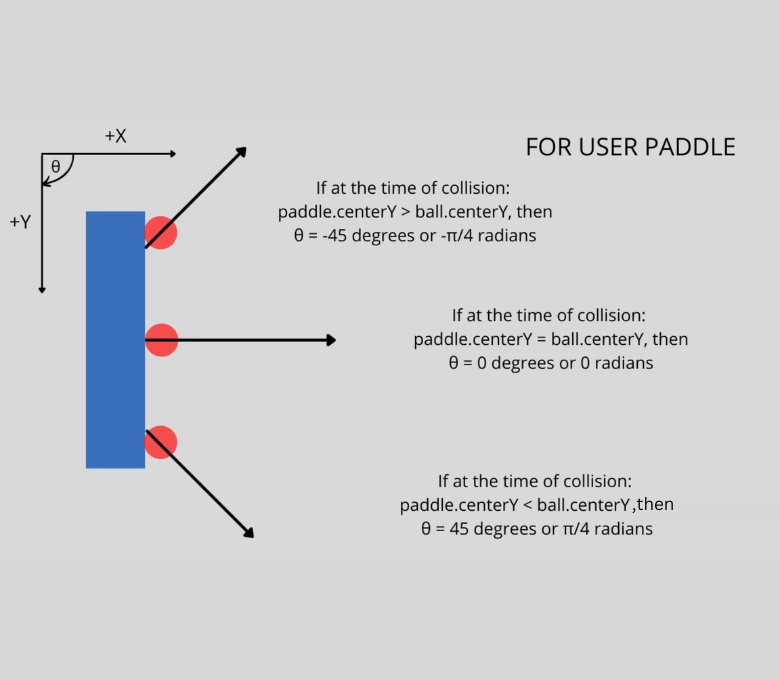 +X
FOR USER PADDLE
θ
+Y
If at the time of collision:
paddle.centerY > ball.centerY, then
θ = -45 degrees or -π/4 radians
If at the time of collision:
paddle.centerY = ball.centerY, then
θ = 0 degrees or 0 radians
If at the time of collision:
paddle.centerY < ball.centerY,then
θ = 45 degrees or π/4 radians